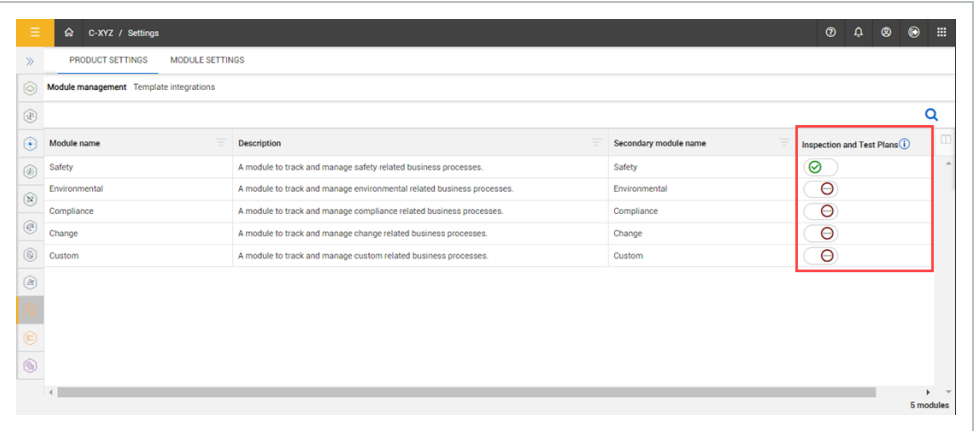 C-XYZ / Settings
PRODUCT SETTINGS MODULE SETTINGS
Module management Template integrations
Module name Description Secondary module name Inspection and Test Plans
Safety A module to track and manage safety related business processes. Safety
Environmental A module to track and manage environmental related business processes. Environmental
Compliance A module to track and manage compliance related business processes. Compliance
Change A module to track and manage change related business processes. Change
Custom A module to track and manage custom related business processes. Custom
5 modules